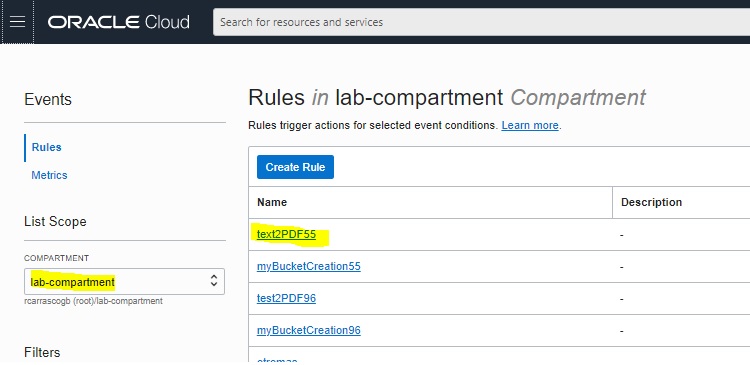 ORACLE Cloud
Search for resources and services
Events
Rules
Metrics
List Scope
COMPARTMENT
lab-compartment
rcarrascogb (root)/lab-compartment
Filters
Rules in lab-compartment Compartment
Rules trigger actions for selected event conditions. Learn more.
Create Rule
Name Description
text2PDF55 -
myBucketCreation55 -
test2PDF96 -
myBucketCreation96 -